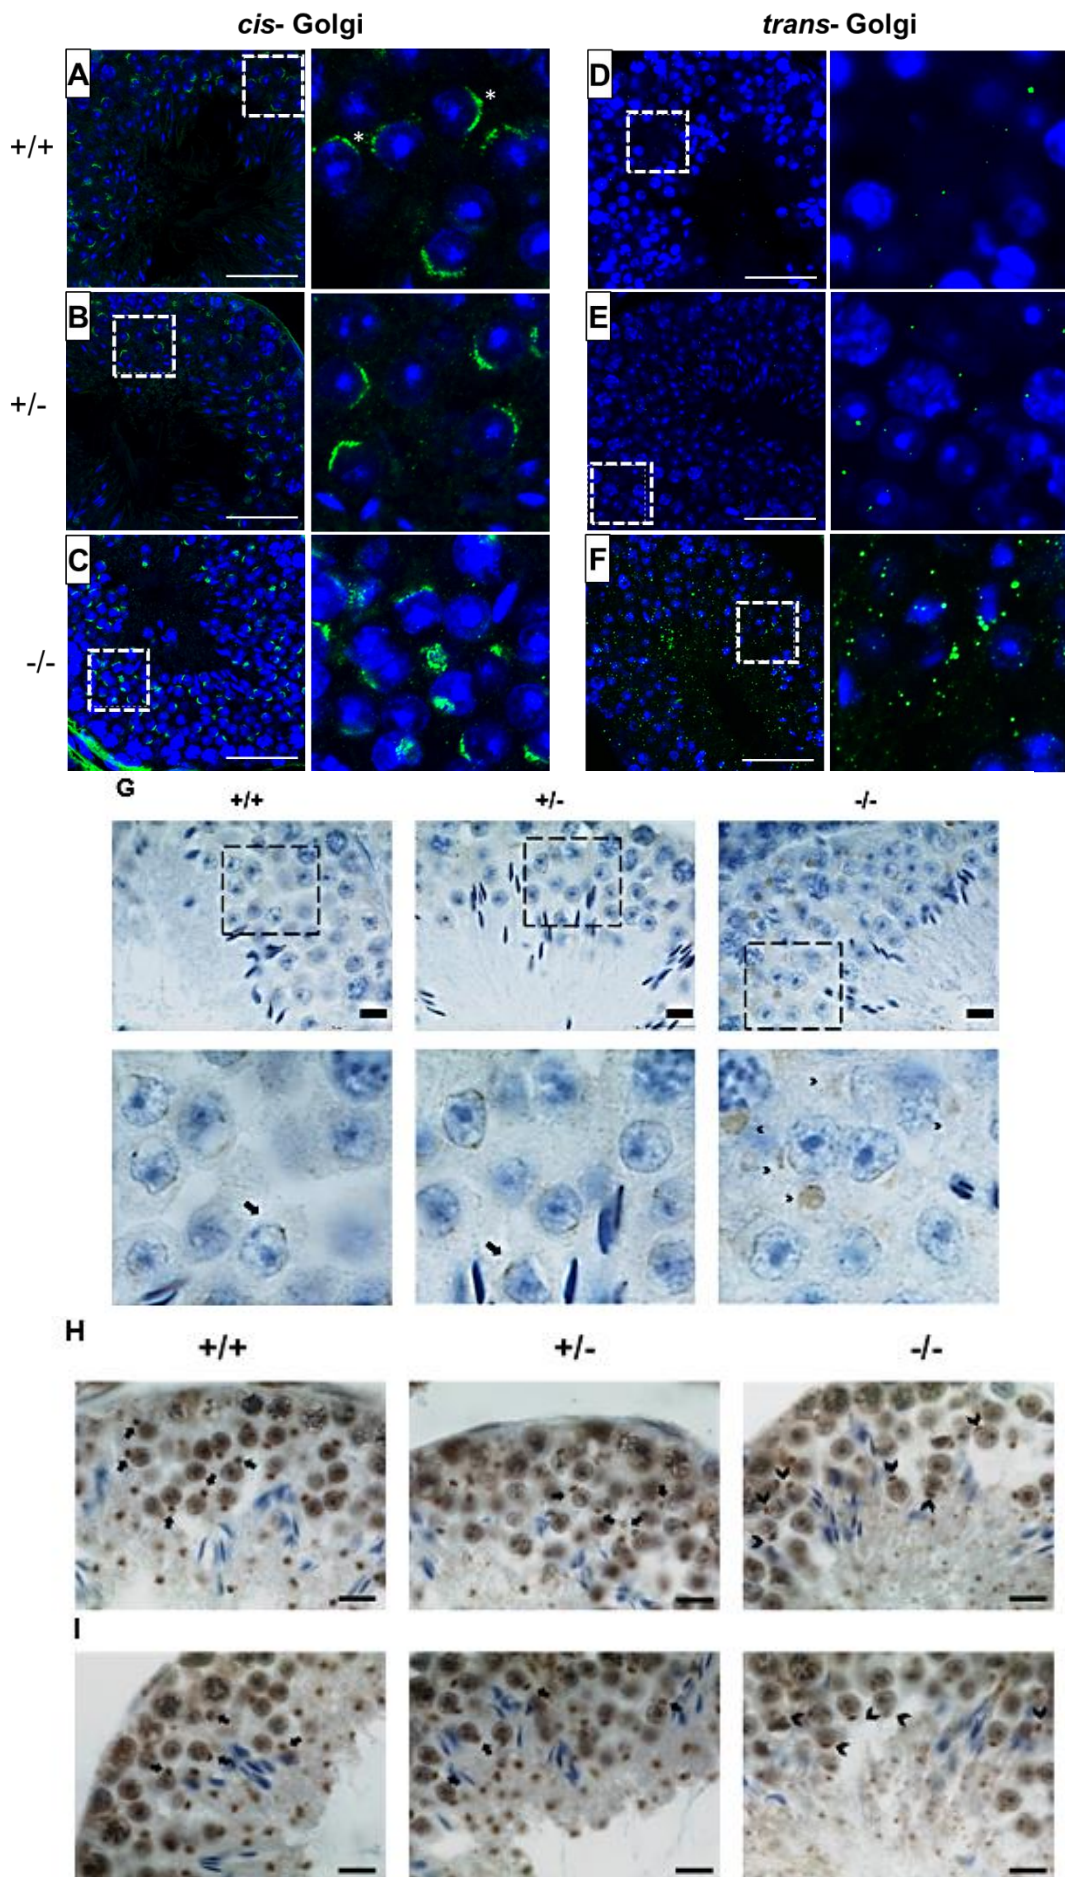 cis- Golgi trans- Golgi
A * * D
+/+
B E
+/-
C F
-/-
G
+/+ +/- -/-
H
+/+ +/- -/-
I